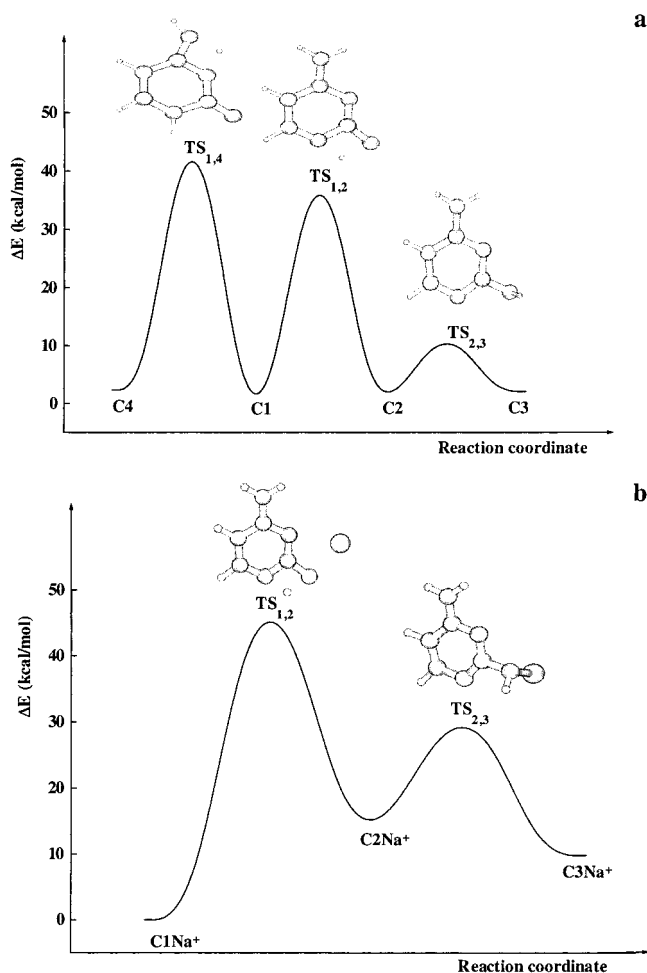 a
ΔE (kcal/mol)
50
40
30
20
10
0
TS1,4
TS1,2
TS2,3
C4
C1
C2
C3
Reaction coordinate
b
ΔE (kcal/mol)
50
40
30
20
10
0
TS1,2
TS2,3
C2Na+
C3Na+
C1Na+
Reaction coordinate